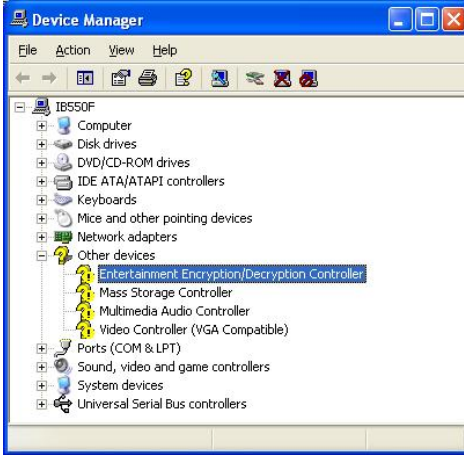 Device Manager
File Action View Help
IB550F
Computer
Disk drives
DVD/CD-ROM drives
IDE ATA/ATAPI controllers
Keyboards
Mice and other pointing devices
Network adapters
Other devices
Entertainment Encryption/Decryption Controller
Mass Storage Controller
Multimedia Audio Controller
Video Controller (VGA Compatible)
Ports (COM & LPT)
Sound, video and game controllers
System devices
Universal Serial Bus controllers